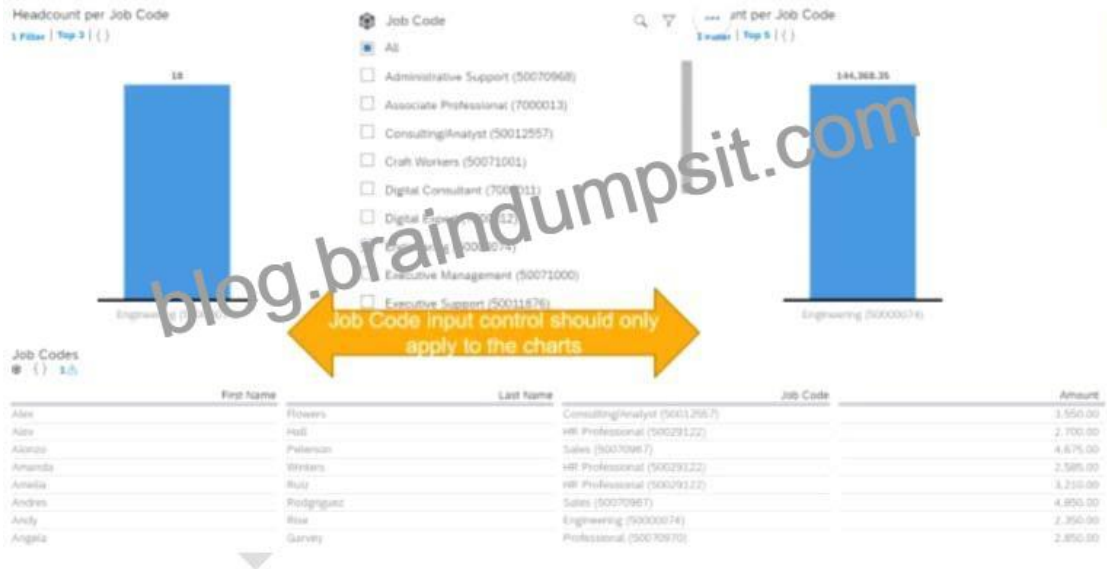 Headcount per Job Code
1 Filter | Top 3 | ( )
18
Engineering
Job Code
All
Administrative Support (50070968)
Associate Professional (7000013)
Consulting/Analyst (50012557)
Craft Workers (50071001)
Digital Consultant
Digital
Executive Management (50071000)
Executive Support (50011876)
per Job Code
Top 5 | ( )
144,368.35
Engineering (50000074)
blog.braindumpsit.com
Job Code input control should only
apply to the charts
Job Codes
First Name Last Name Job Code Amount
Alex Flowers Consulting/Analyst (50012557) 3,550.00
Alex Hall HR Professional (50029122) 2,700.00
Alonzo Peterson Sales (50070967) 4,675.00
Amanda Winters HR Professional (50029122) 2,585.00
Amelia Ruiz HR Professional (50029122) 3,210.00
Andres Sales (50070967) 4,950.00
Andy Engineering (50000074) 2,350.00
Angela Garvey Professional (50070970) 2,850.00